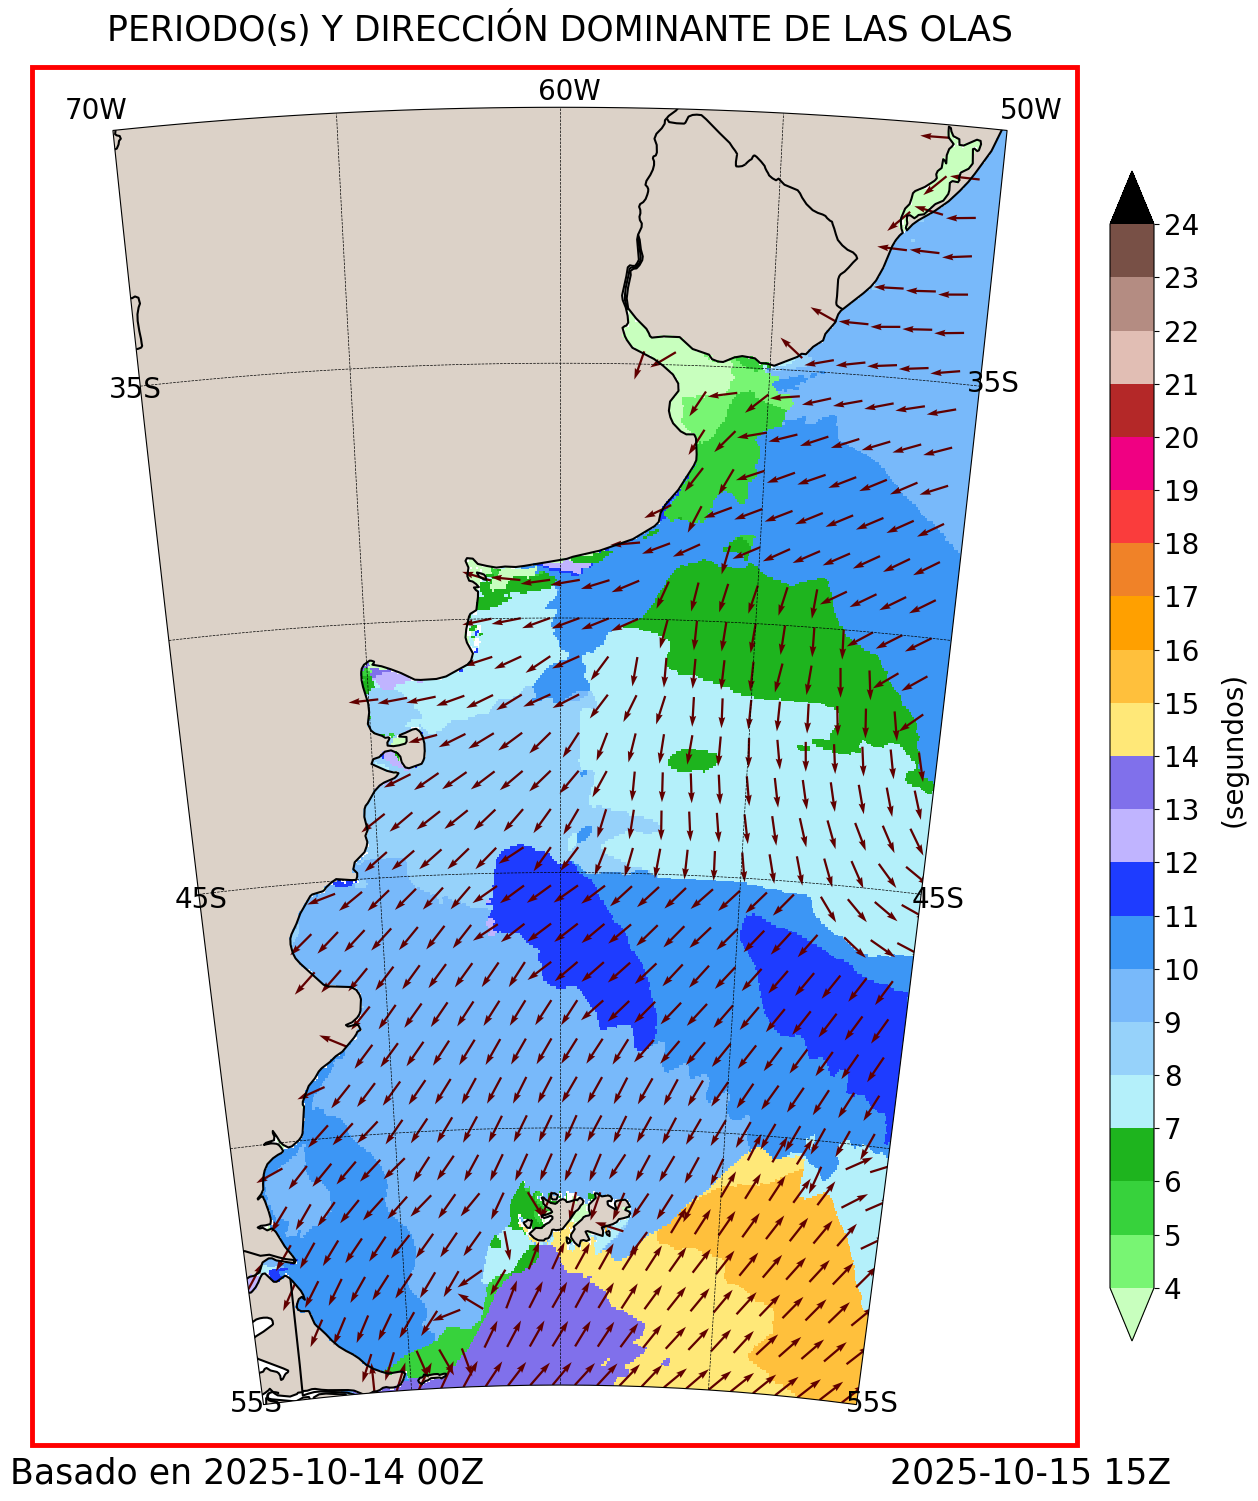 PERIODO(s) Y DIRECCIÓN DOMINANTE DE LAS OLAS
70W
60W
50W
35S
35S
45S
45S
55S
55S
24
23
22
21
20
19
18
17
16
15
14
13
12
11
10
9
8
7
6
5
4
(segundos)
Basado en 2025-10-14 00Z
2025-10-15 15Z